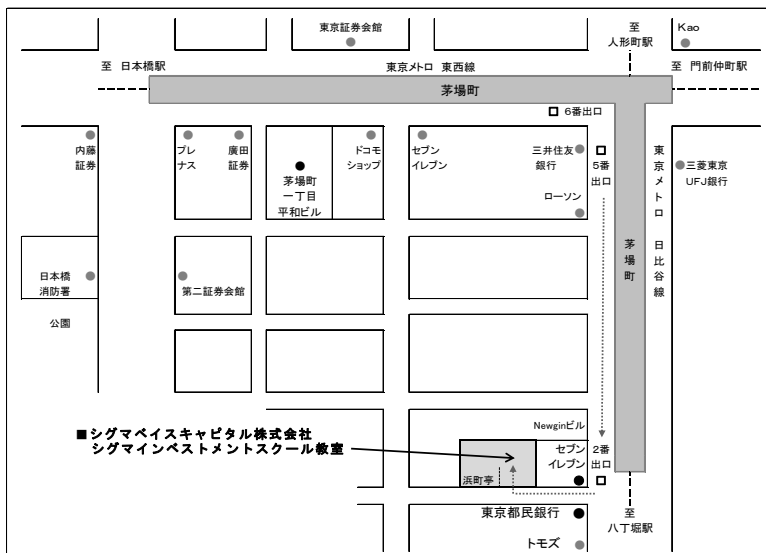 東京証券会館
至
人形町駅
Kao
至 日本橋駅
東京メトロ 東西線
至 門前仲町駅
茅場町
6番出口
内藤
証券
プレ
ナス
廣田
証券
茅場町
一丁目
平和ビル
ドコモ
ショップ
セブン
イレブン
三井住友
銀行
5番
出口
ローソン
東京メトロ 日比谷線
三菱東京
UFJ銀行
茅場町
日本橋
消防署
第二証券会館
公園
■シグマベイスキャピタル株式会社
シグマインベストメントスクール教室
Newginビル
セブン
イレブン
2番
出口
浜町亭
東京都民銀行
至
八丁堀駅
トモズ